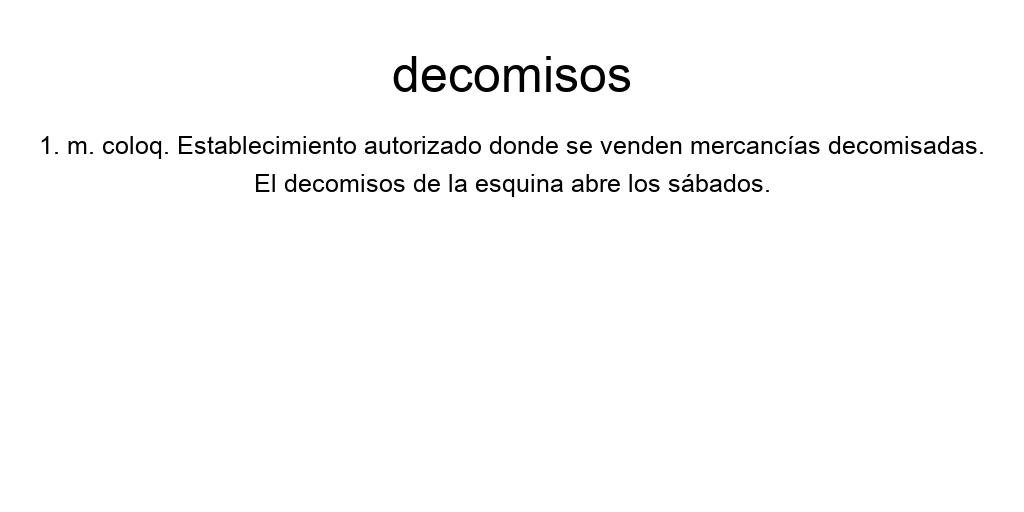 decomisos
1. m. coloq. Establecimiento autorizado donde se venden mercancías decomisadas.
El decomisos de la esquina abre los sábados.